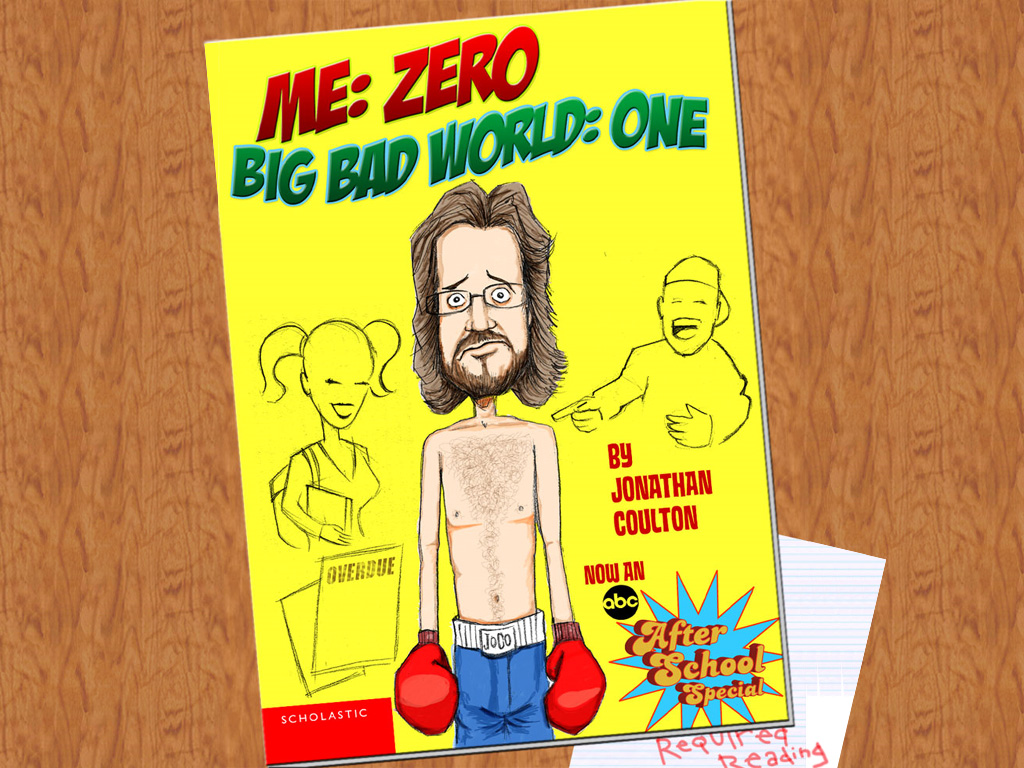 ME: ZERO
BIG BAD WORLD: ONE
BY
JONATHAN
COULTON
OVERDUE
NOW AN
abc
After
School
Special
JOCO
SCHOLASTIC
Required
Reading